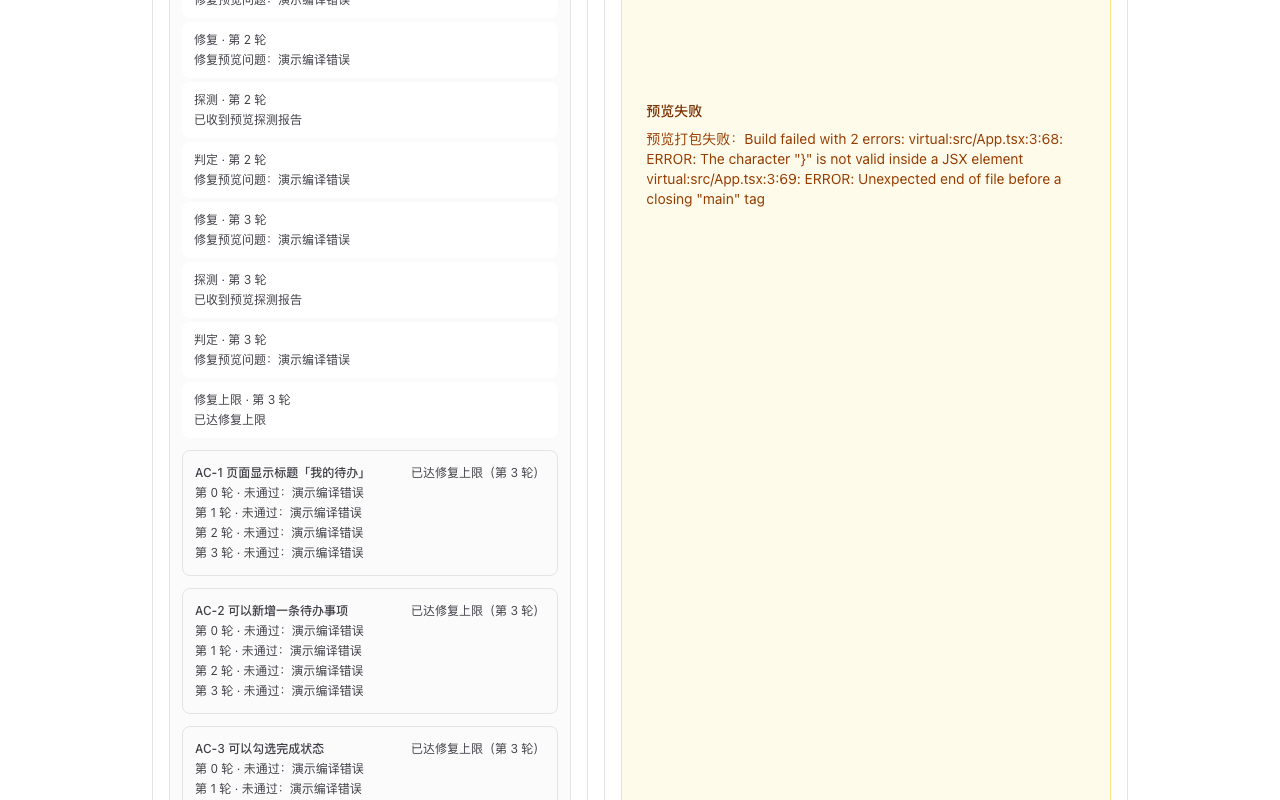 修复预览问题：演示编译错误
修复 · 第 2 轮
修复预览问题：演示编译错误
探测 · 第 2 轮
已收到预览探测报告
判定 · 第 2 轮
修复预览问题：演示编译错误
修复 · 第 3 轮
修复预览问题：演示编译错误
探测 · 第 3 轮
已收到预览探测报告
判定 · 第 3 轮
修复预览问题：演示编译错误
修复上限 · 第 3 轮
已达修复上限
AC-1 页面显示标题「我的待办」 已达修复上限（第 3 轮）
第 0 轮 · 未通过：演示编译错误
第 1 轮 · 未通过：演示编译错误
第 2 轮 · 未通过：演示编译错误
第 3 轮 · 未通过：演示编译错误
AC-2 可以新增一条待办事项 已达修复上限（第 3 轮）
第 0 轮 · 未通过：演示编译错误
第 1 轮 · 未通过：演示编译错误
第 2 轮 · 未通过：演示编译错误
第 3 轮 · 未通过：演示编译错误
AC-3 可以勾选完成状态 已达修复上限（第 3 轮）
第 0 轮 · 未通过：演示编译错误
第 1 轮 · 未通过：演示编译错误
预览失败
预览打包失败：Build failed with 2 errors: virtual:src/App.tsx:3:68:
ERROR: The character "}" is not valid inside a JSX element
virtual:src/App.tsx:3:69: ERROR: Unexpected end of file before a
closing "main" tag